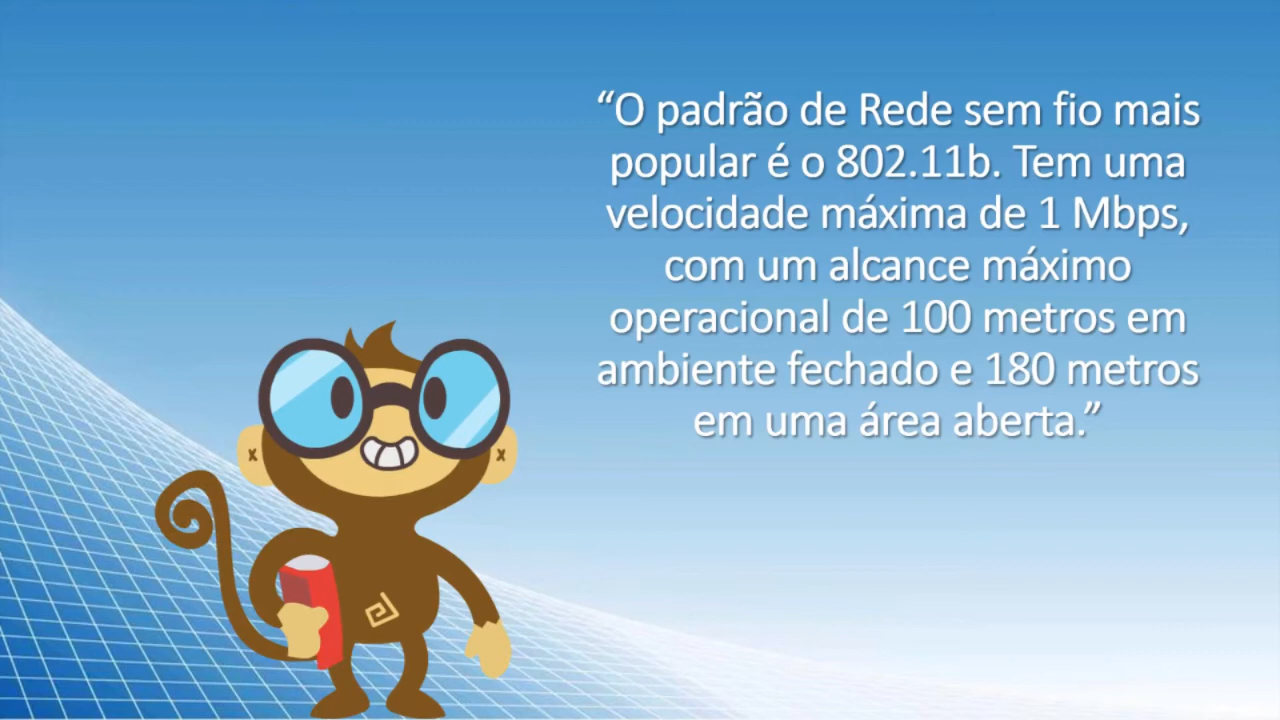 “O padrão de Rede sem fio mais
popular é o 802.11b. Tem uma
velocidade máxima de 1 Mbps,
com um alcance máximo
operacional de 100 metros em
ambiente fechado e 180 metros
em uma área aberta.”